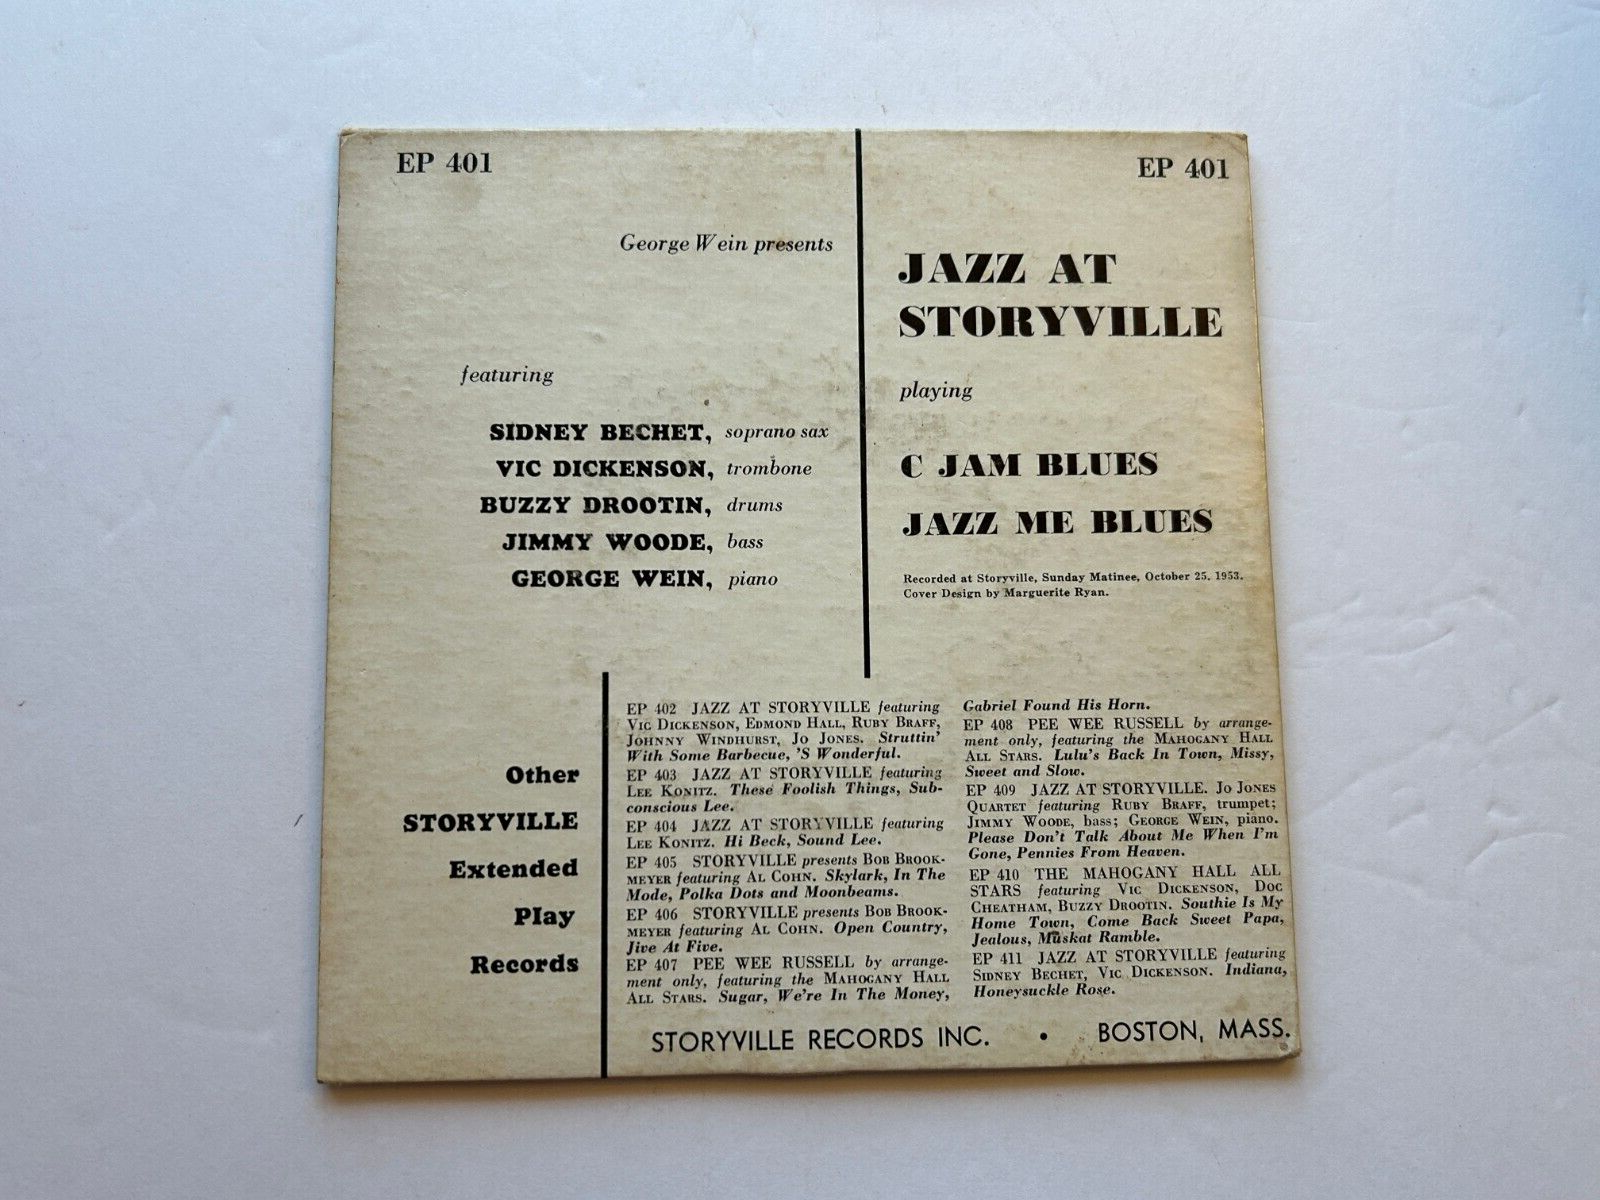 EP 401
EP 401
George Wein presents
JAZZ AT
STORYVILLE
featuring
playing
SIDNEY BECHET, soprano sax
VIC DICKENSON, trombone
BUZZY DROOTIN, drums
JIMMY WOODE, bass
GEORGE WEIN, piano
C JAM BLUES
JAZZ ME BLUES
Recorded at Storyville, Sunday Matinee, October 25, 1953.
Cover Design by Marguerite Ryan.
Other
STORYVILLE
Extended
Play
Records
EP 402 JAZZ AT STORYVILLE featuring
VIC DICKENSON, EDMOND HALL, RUBY BRAFF,
JOHNNY WINDHURST, JO JONES. Struttin'
With Some Barbecue, 'S Wonderful.
EP 403 JAZZ AT STORYVILLE featuring
LEE KONITZ. These Foolish Things, Sub-
conscious Lee.
EP 404 JAZZ AT STORYVILLE featuring
LEE KONITZ. Hi Beck, Sound Lee.
EP 405 STORYVILLE presents BOB BROOK-
MEYER featuring AL COHN. Skylark, In The
Mode, Polka Dots and Moonbeams.
EP 406 STORYVILLE presents BOB BROOK-
MEYER featuring AL COHN. Open Country,
Jive At Five.
EP 407 PEE WEE RUSSELL by arrange-
ment only, featuring the MAHOGANY HALL
ALL STARS. Sugar, We're In The Money,
Gabriel Found His Horn.
EP 408 PEE WEE RUSSELL by arrange-
ment only, featuring the MAHOGANY HALL
ALL STARS. Lulu's Back In Town, Missy,
Sweet and Slow.
EP 409 JAZZ AT STORYVILLE. JO JONES
QUARTET featuring RUBY BRAFF, trumpet;
JIMMY WOODE, bass; GEORGE WEIN, piano.
Please Don't Talk About Me When I'm
Gone, Pennies From Heaven.
EP 410 THE MAHOGANY HALL ALL
STARS featuring VIC DICKENSON, DOC
CHEATHAM, BUZZY DROOTIN. Southie Is My
Home Town, Come Back Sweet Papa,
Jealous, Muskat Ramble.
EP 411 JAZZ AT STORYVILLE featuring
SIDNEY BECHET, VIC DICKENSON. Indiana,
Honeysuckle Rose.
STORYVILLE RECORDS INC. • BOSTON, MASS.